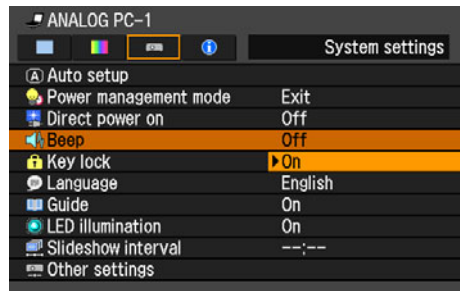 ANALOG PC-1
System settings
Auto setup
Power management mode Exit
Direct power on Off
Beep Off
Key lock On
Language English
Guide On
LED illumination On
Slideshow interval --:--
Other settings